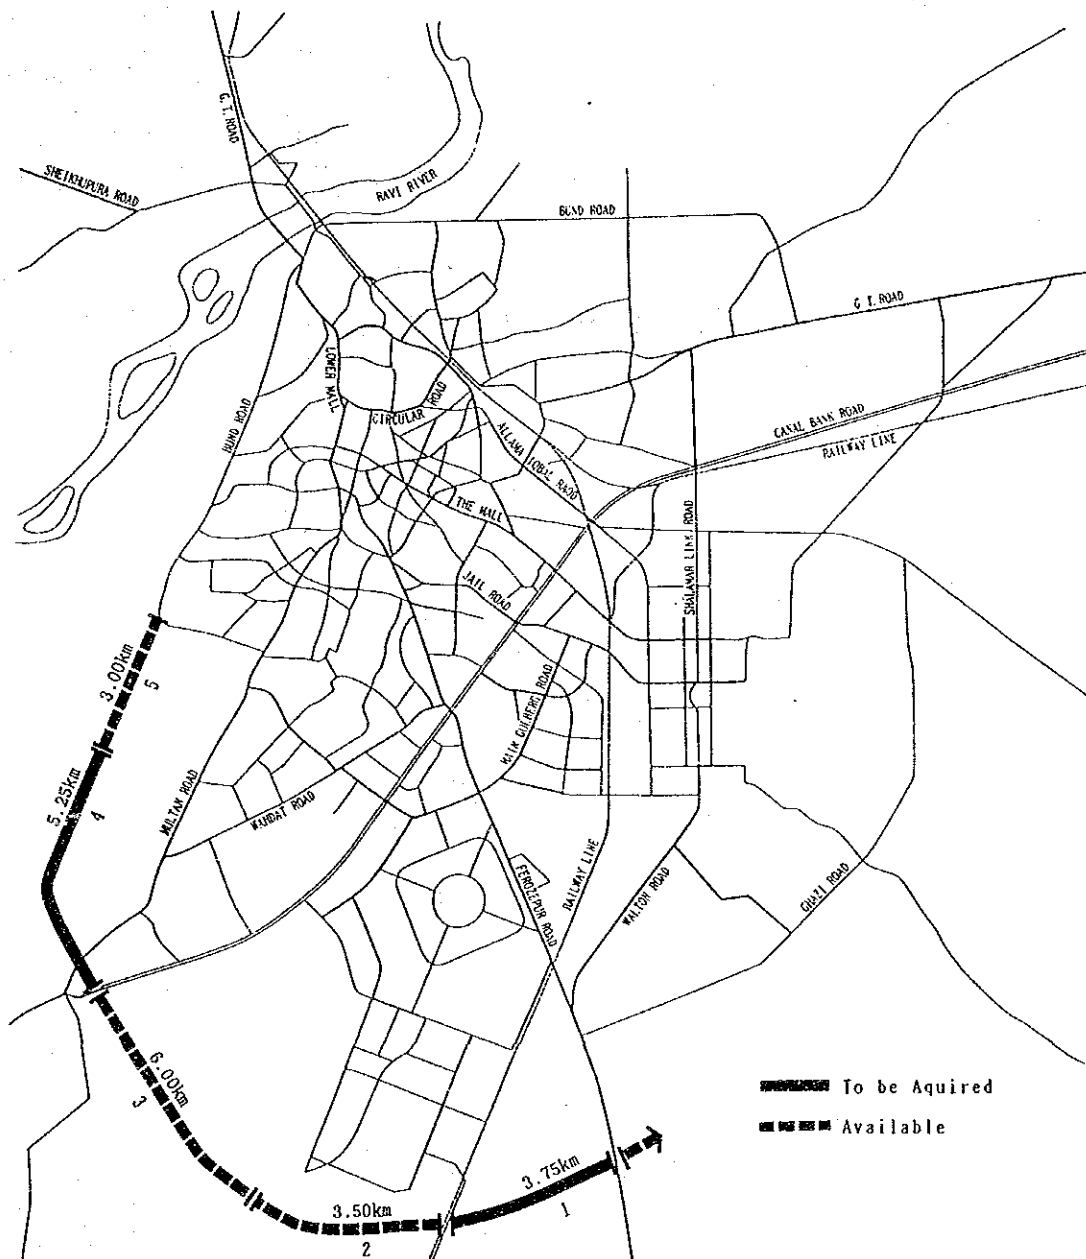 G.T.ROAD
SHEIKHUPURA ROAD
RAVI RIVER
BUND ROAD
G T.ROAD
LOWER MALL
CIRCULAR ROAD
BUND ROAD
ALLAMA IQBAL ROAD
CANAL BANK ROAD
RAILWAY LINE
THE MALL
SHALAMAR LINK ROAD
JAIL ROAD
3.00km
5
MAIN GULBERG ROAD
5.25km
4
MULTAN ROAD
WAHDAT ROAD
FEROZEPUR ROAD
RAILWAY LINE
WALTON ROAD
GHAZI ROAD
6.00km
3
To be Aquired
Available
3.75km
1
3.50km
2